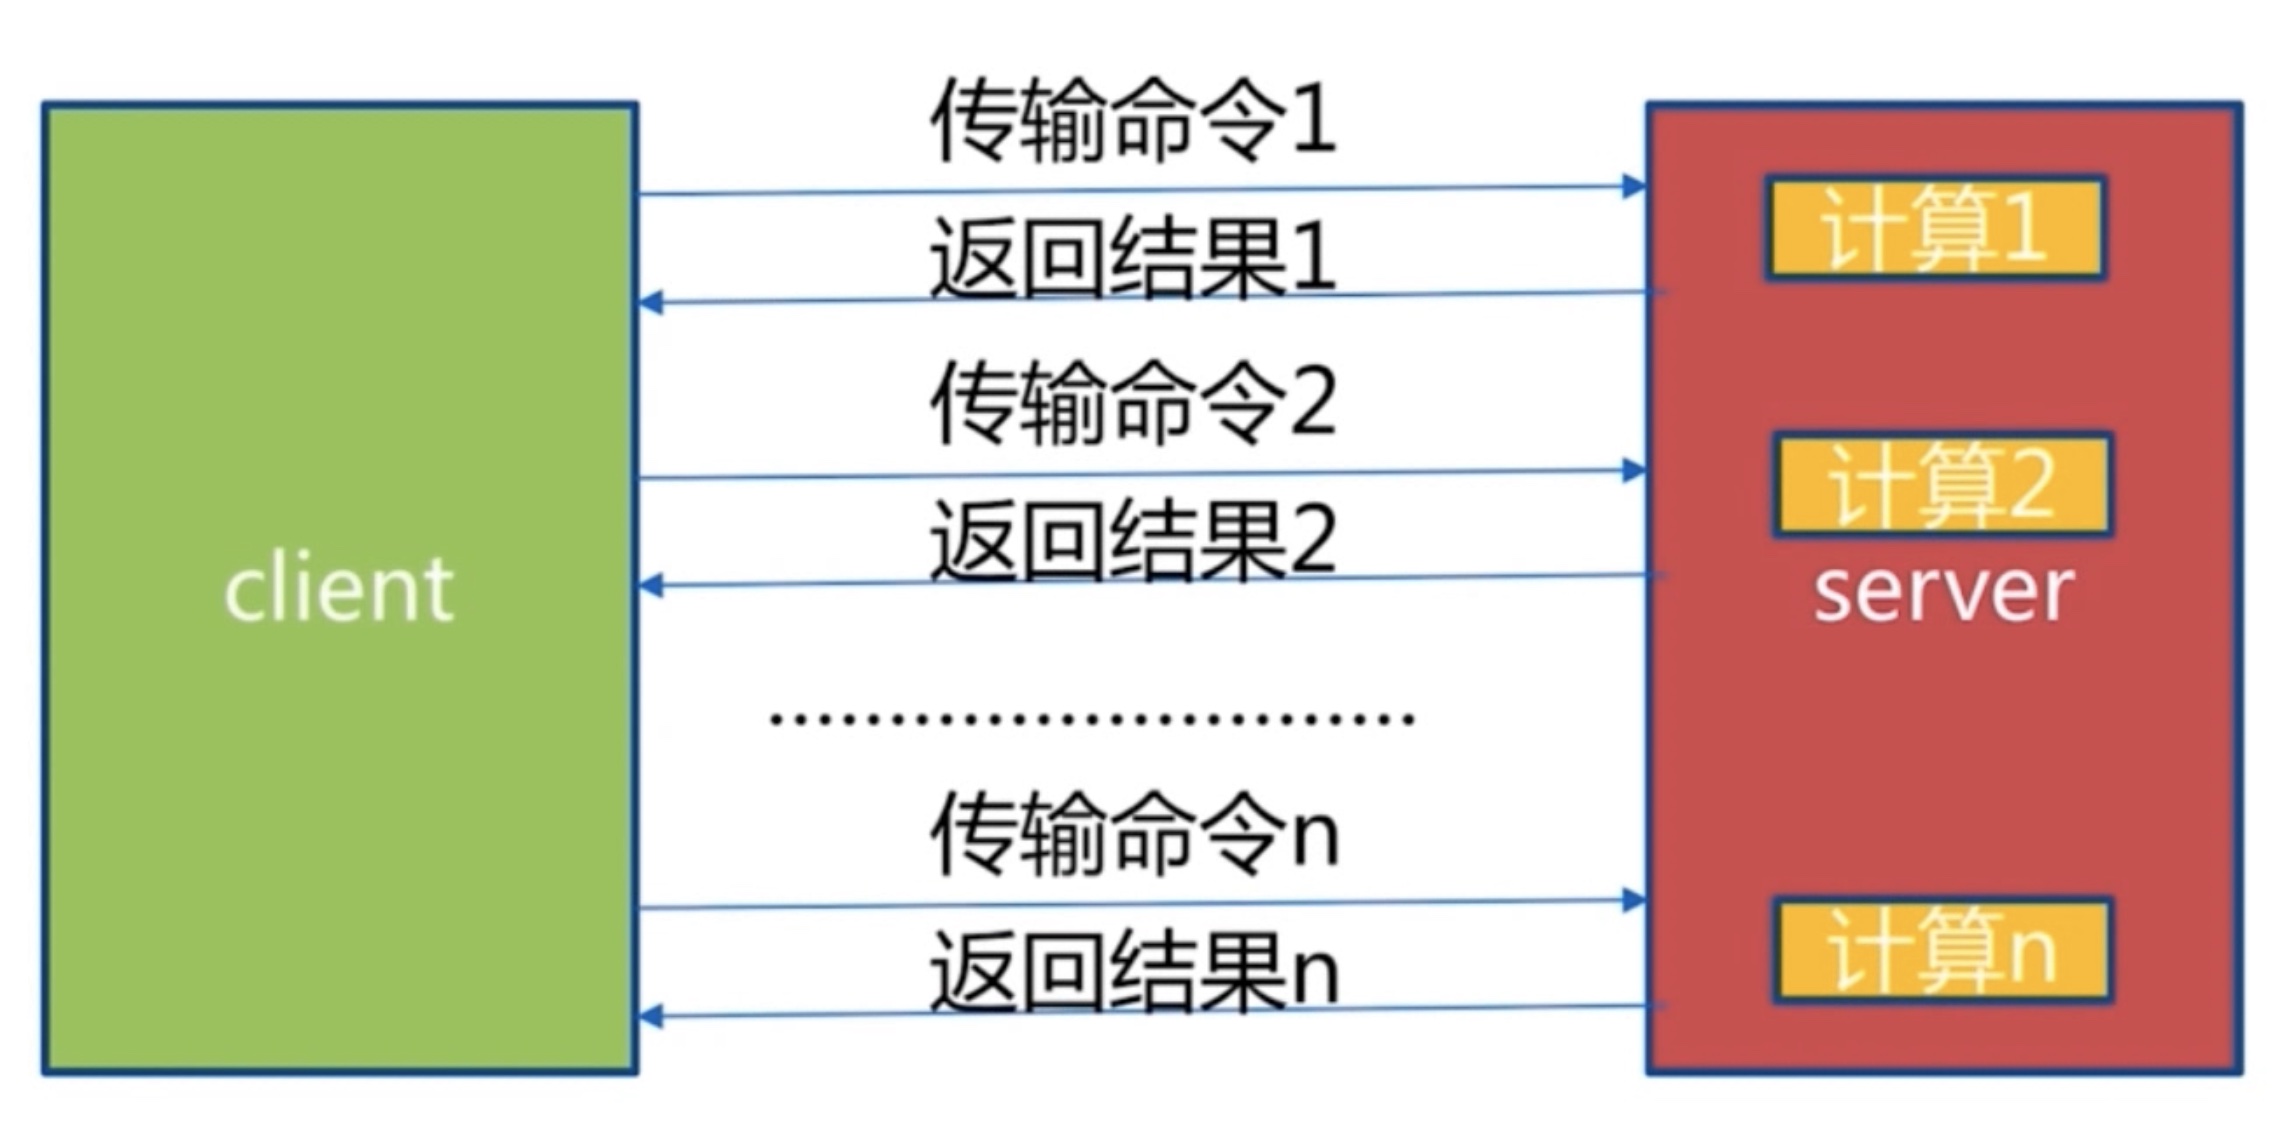 传输命令1
计算1
返回结果1
传输命令2
计算2
返回结果2
client
server
..............................
传输命令n
计算n
返回结果n